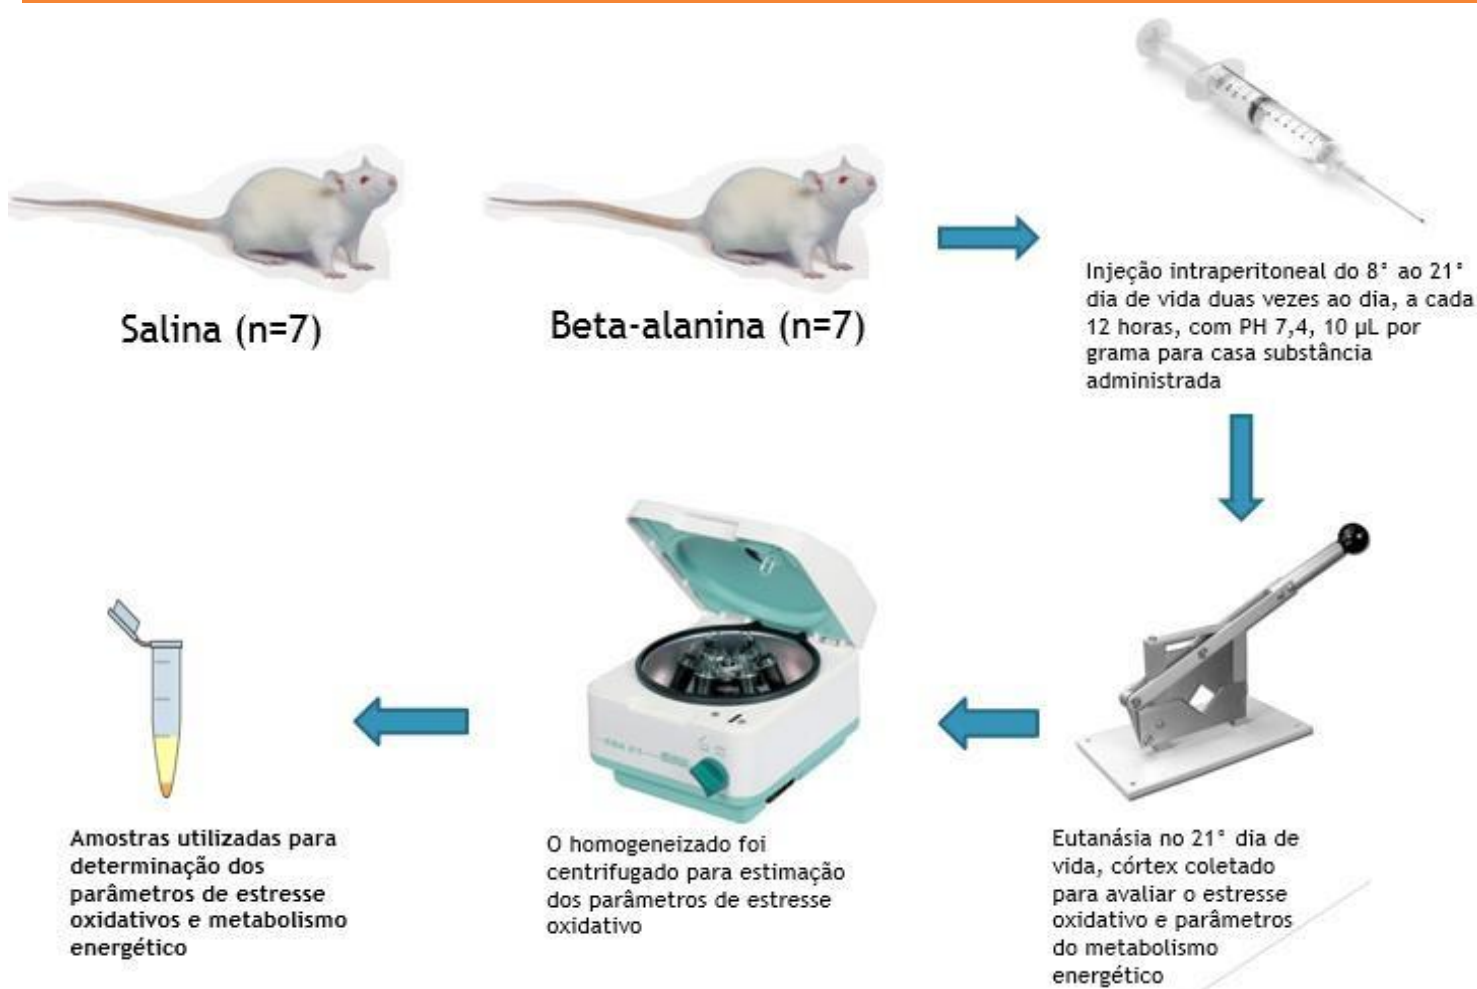 Salina (n=7)
Beta-alanina (n=7)
Injeção intraperitoneal do 8° ao 21°
dia de vida duas vezes ao dia, a cada
12 horas, com PH 7,4, 10 µL por
grama para casa substância
administrada
Eutanásia no 21° dia de
vida, córtex coletado
para avaliar o estresse
oxidativo e parâmetros
do metabolismo
energético
O homogeneizado foi
centrifugado para estimação
dos parâmetros de estresse
oxidativo
Amostras utilizadas para
determinação dos
parâmetros de estresse
oxidativos e metabolismo
energético